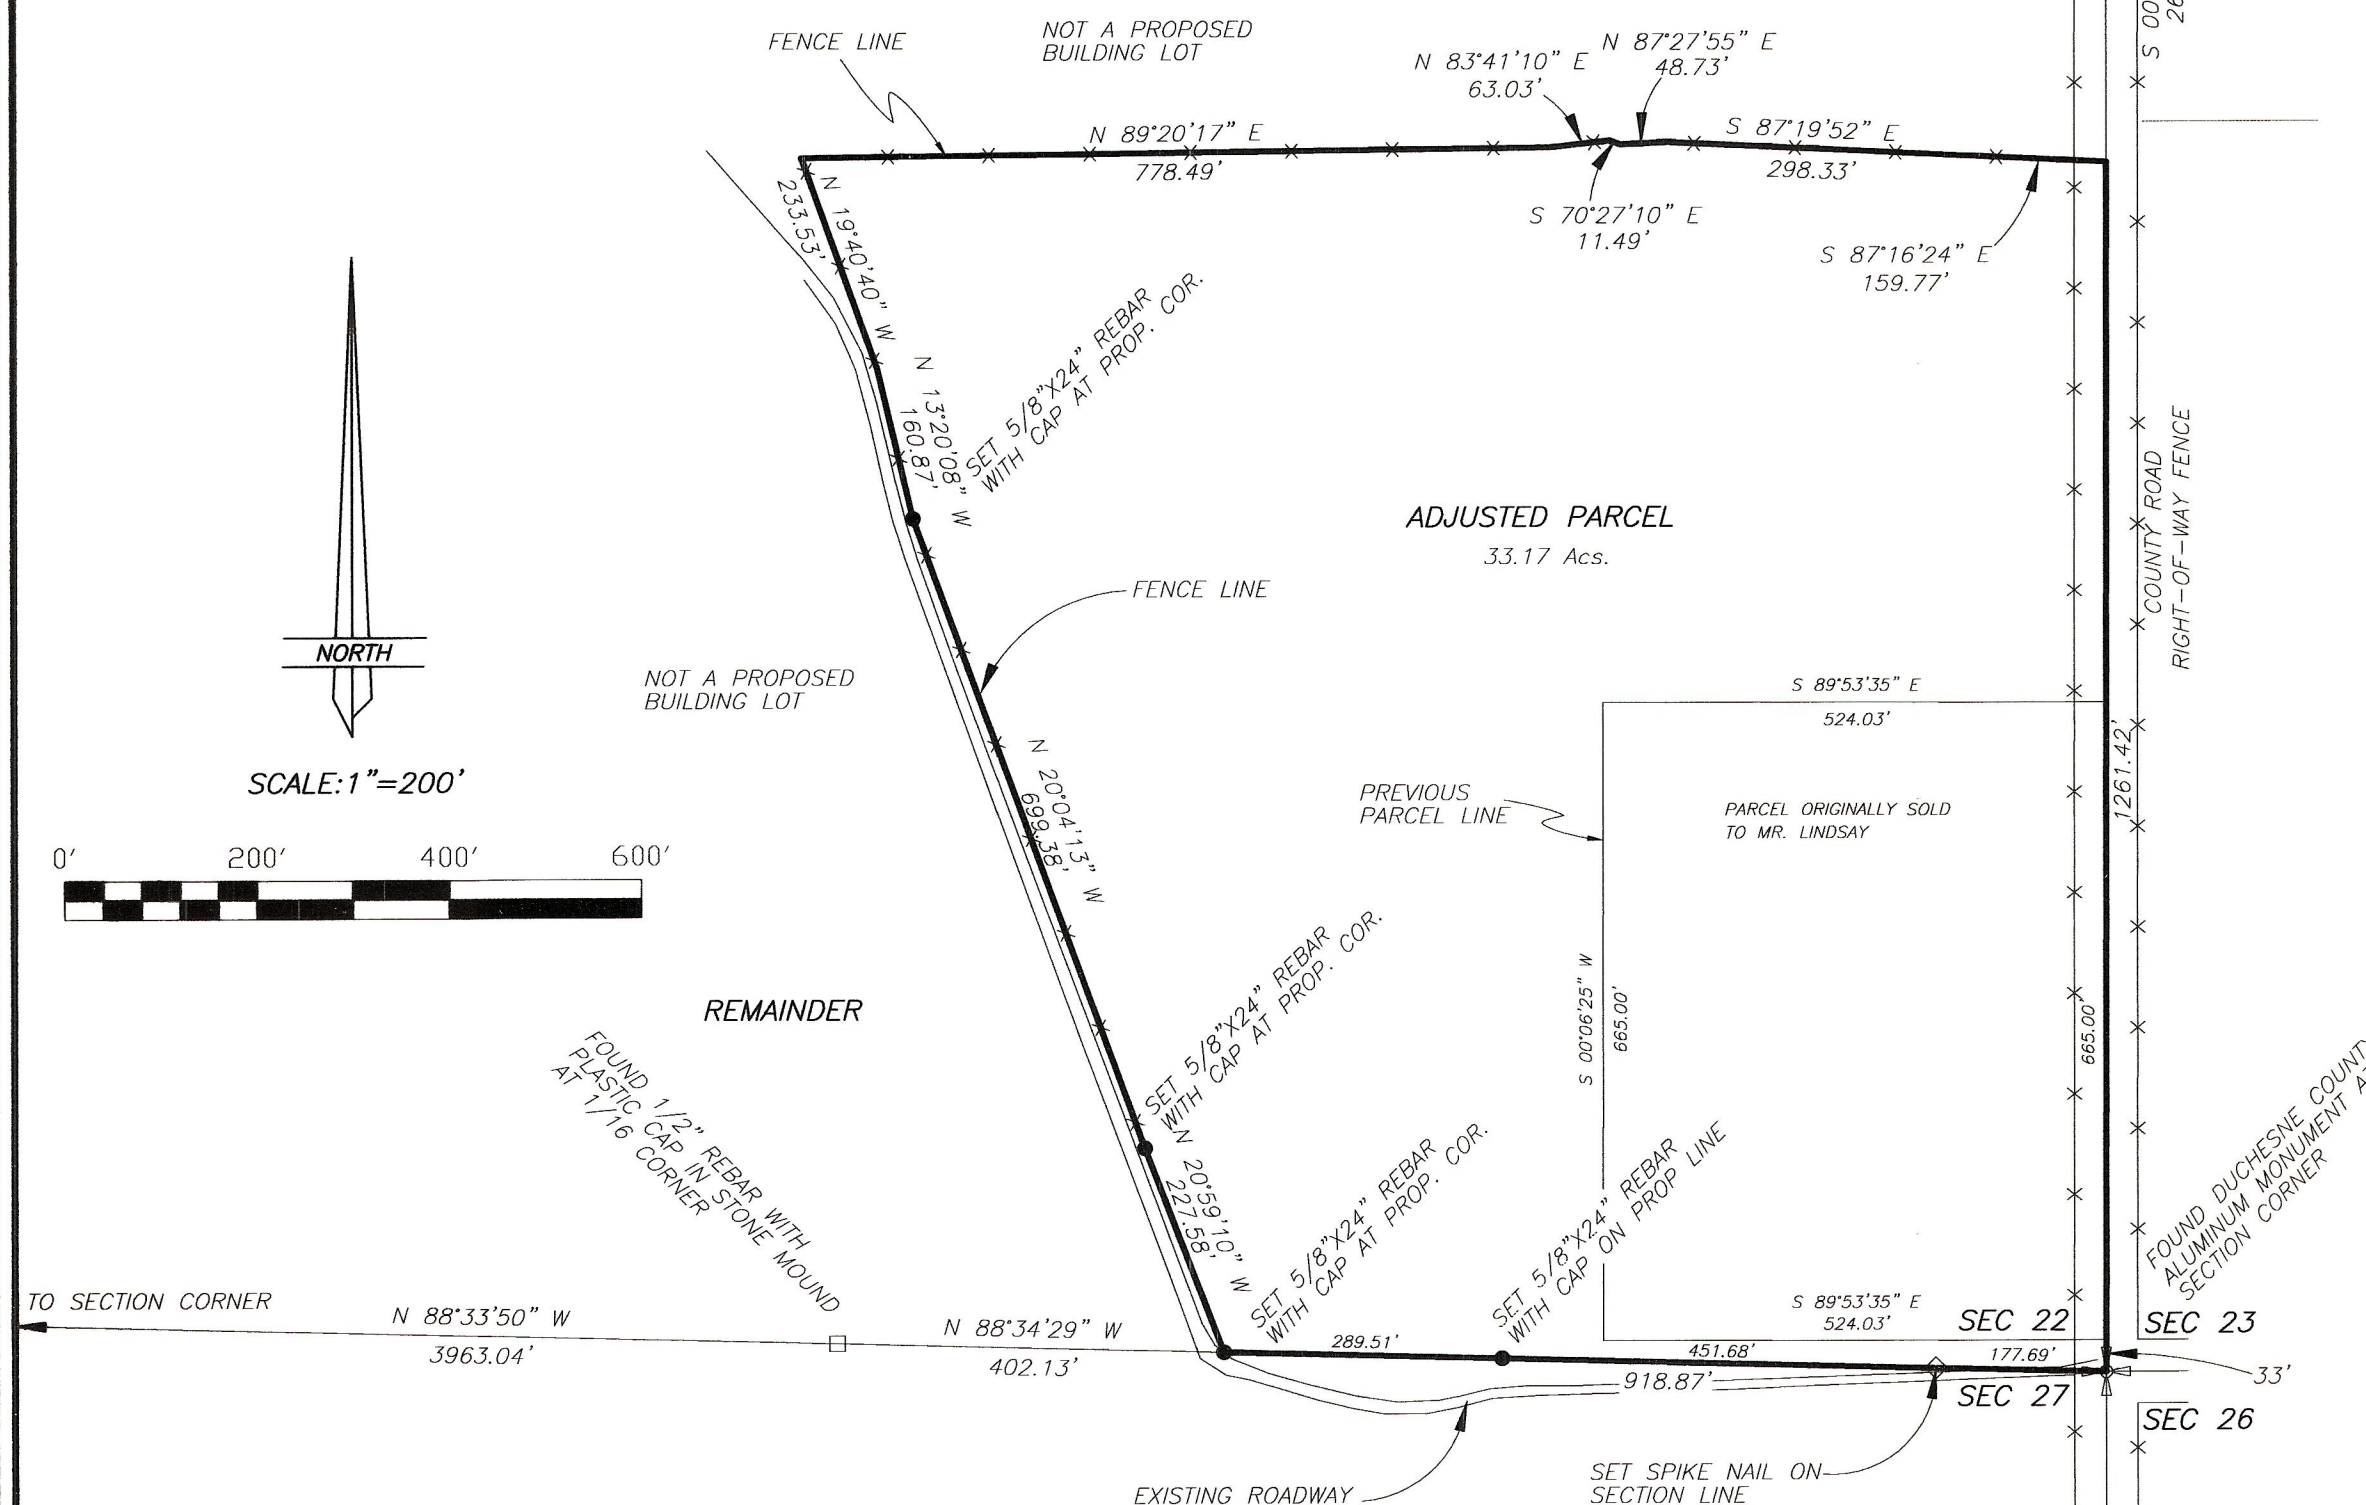 FENCE LINE
NOT A PROPOSED
BUILDING LOT
N 83°41'10" E
63.03'
N 87°27'55" E
48.73'
S 00
26
N 89°20'17" E
778.49'
S 87°19'52" E
298.33'
S 70°27'10" E
11.49'
S 87°16'24" E
159.77'
N 19°40'40" W
233.53'
N 13°20'08" W
160.87'
SET 5/8"X24" REBAR
WITH CAP AT PROP. COR.
ADJUSTED PARCEL
33.17 Acs.
COUNTY ROAD
RIGHT-OF-WAY FENCE
FENCE LINE
NORTH
NOT A PROPOSED
BUILDING LOT
S 89°53'35" E
524.03'
1261.42'
SCALE: 1"=200'
0' 200' 400' 600'
N 20°04'13" W
699.38'
PREVIOUS
PARCEL LINE
PARCEL ORIGINALLY SOLD
TO MR. LINDSAY
REMAINDER
SET 5/8"X24" REBAR
WITH CAP AT PROP. COR.
S 00°06'25" W
665.00'
665.00'
FOUND 1/2" REBAR WITH
PLASTIC CAP IN STONE MOUND
AT 1/16 CORNER
N 20°59'10" W
227.58'
SET 5/8"X24" REBAR
WITH CAP AT PROP. COR.
SET 5/8"X24" REBAR
WITH CAP ON PROP LINE
FOUND DUCHESNE COUNTY
ALUMINUM MONUMENT AT
SECTION CORNER
TO SECTION CORNER
N 88°33'50" W
3963.04'
N 88°34'29" W
402.13'
289.51'
451.68'
177.69'
918.87'
S 89°53'35" E
524.03'
SEC 22
SEC 23
33'
SEC 27
SEC 26
EXISTING ROADWAY
SET SPIKE NAIL ON
SECTION LINE